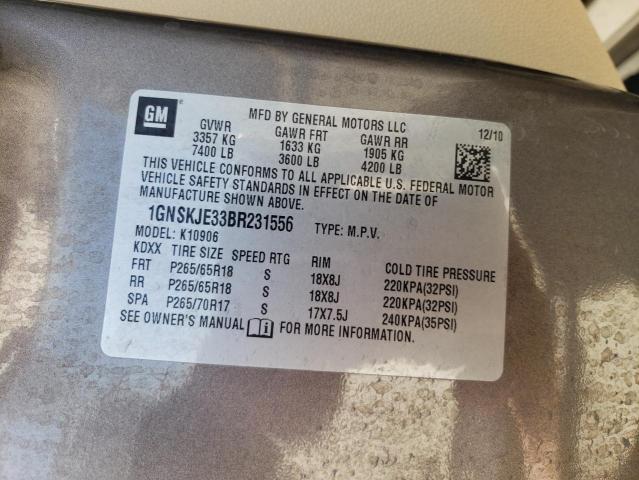 GM
MFD BY GENERAL MOTORS LLC
12/10
GVWR GAWR FRT GAWR RR
3357 KG 1633 KG 1905 KG
7400 LB 3600 LB 4200 LB
THIS VEHICLE CONFORMS TO ALL APPLICABLE U.S. FEDERAL MOTOR
VEHICLE SAFETY STANDARDS IN EFFECT ON THE DATE OF
MANUFACTURE SHOWN ABOVE.
1GNSKJE33BR231556 TYPE: M.P.V.
MODEL: K10906
KDXX TIRE SIZE SPEED RTG RIM COLD TIRE PRESSURE
FRT P265/65R18 S 18X8J 220KPA(32PSI)
RR P265/65R18 S 18X8J 220KPA(32PSI)
SPA P265/70R17 S 17X7.5J 240KPA(35PSI)
SEE OWNER'S MANUAL FOR MORE INFORMATION.